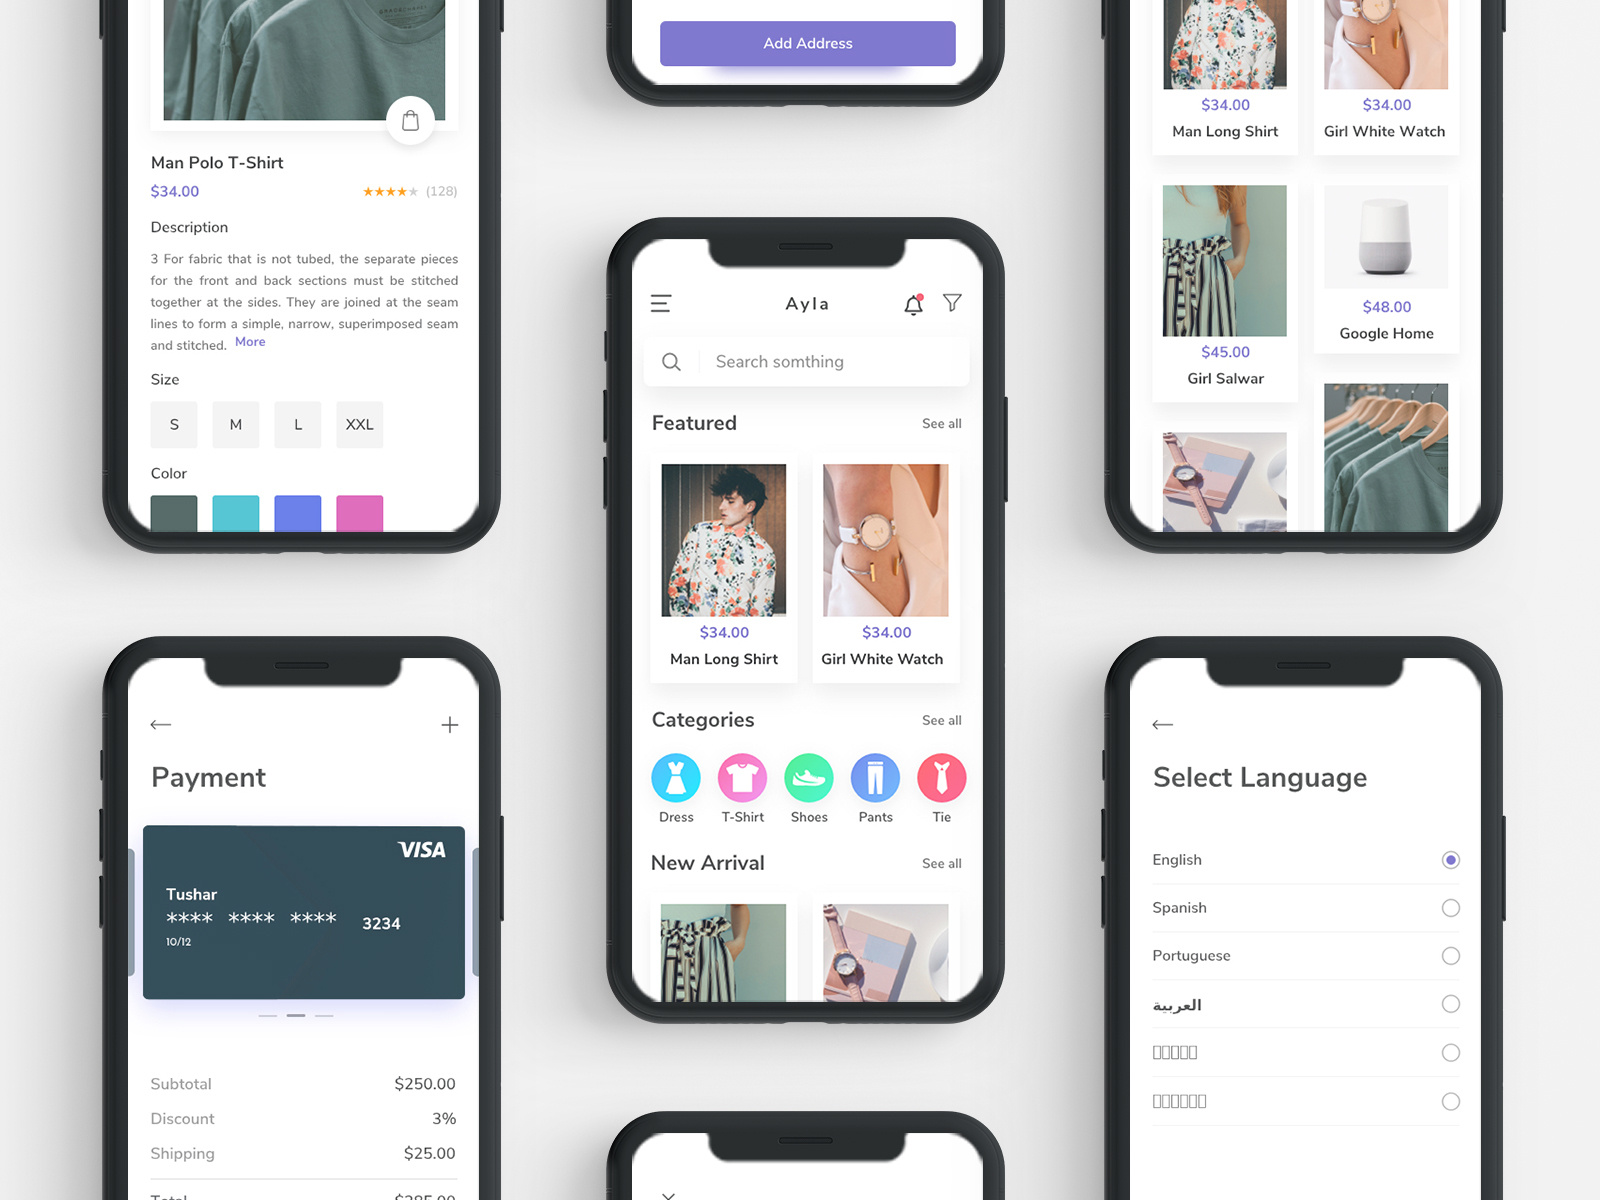 Man Polo T-Shirt
$34.00
(128)
Description
3 For fabric that is not tubed, the separate pieces
for the front and back sections must be stitched
together at the sides. They are joined at the seam
lines to form a simple, narrow, superimposed seam
and stitched. More
Size
S M L XXL
Color
Payment
VISA
Tushar
**** **** **** 3234
10/12
Subtotal $250.00
Discount 3%
Shipping $25.00
Total $285.00
Add Address
Ayla
Search somthing
Featured See all
$34.00 $34.00
Man Long Shirt Girl White Watch
Categories See all
Dress T-Shirt Shoes Pants Tie
New Arrival See all
$34.00 $34.00
Man Long Shirt Girl White Watch
$48.00
Google Home
$45.00
Girl Salwar
Select Language
English
Spanish
Portuguese
العربية